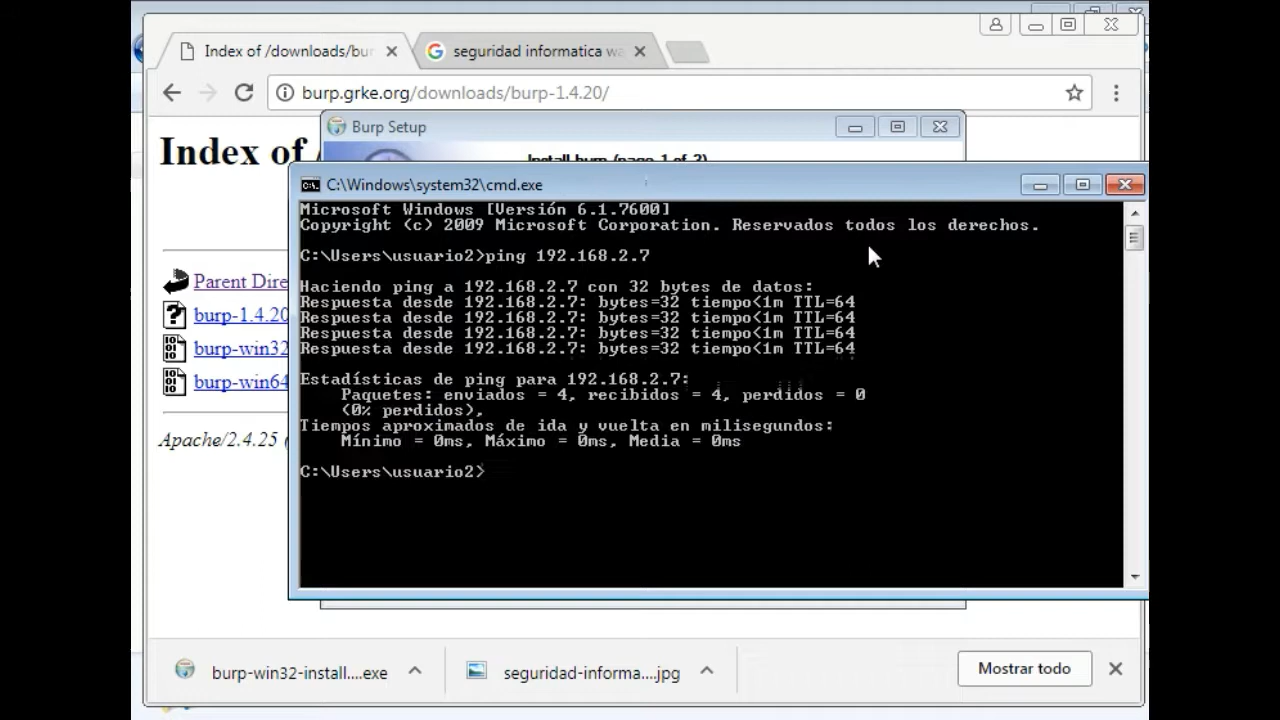 Index of /downloads/bur
seguridad informatica wa
burp.grke.org/downloads/burp-1.4.20/
Index of
Burp Setup
Install burp (page 1 of 2)
C:\Windows\system32\cmd.exe
Microsoft Windows [Versión 6.1.7600]
Copyright (c) 2009 Microsoft Corporation. Reservados todos los derechos.
C:\Users\usuario2>ping 192.168.2.7
Haciendo ping a 192.168.2.7 con 32 bytes de datos:
Respuesta desde 192.168.2.7: bytes=32 tiempo<1m TTL=64
Respuesta desde 192.168.2.7: bytes=32 tiempo<1m TTL=64
Respuesta desde 192.168.2.7: bytes=32 tiempo<1m TTL=64
Respuesta desde 192.168.2.7: bytes=32 tiempo<1m TTL=64
Estadísticas de ping para 192.168.2.7:
Paquetes: enviados = 4, recibidos = 4, perdidos = 0
(0% perdidos),
Tiempos aproximados de ida y vuelta en milisegundos:
Mínimo = 0ms, Máximo = 0ms, Media = 0ms
C:\Users\usuario2>
Parent Dire
burp-1.4.20
burp-win32
burp-win64
Apache/2.4.25 (
burp-win32-install....exe
seguridad-informa....jpg
Mostrar todo